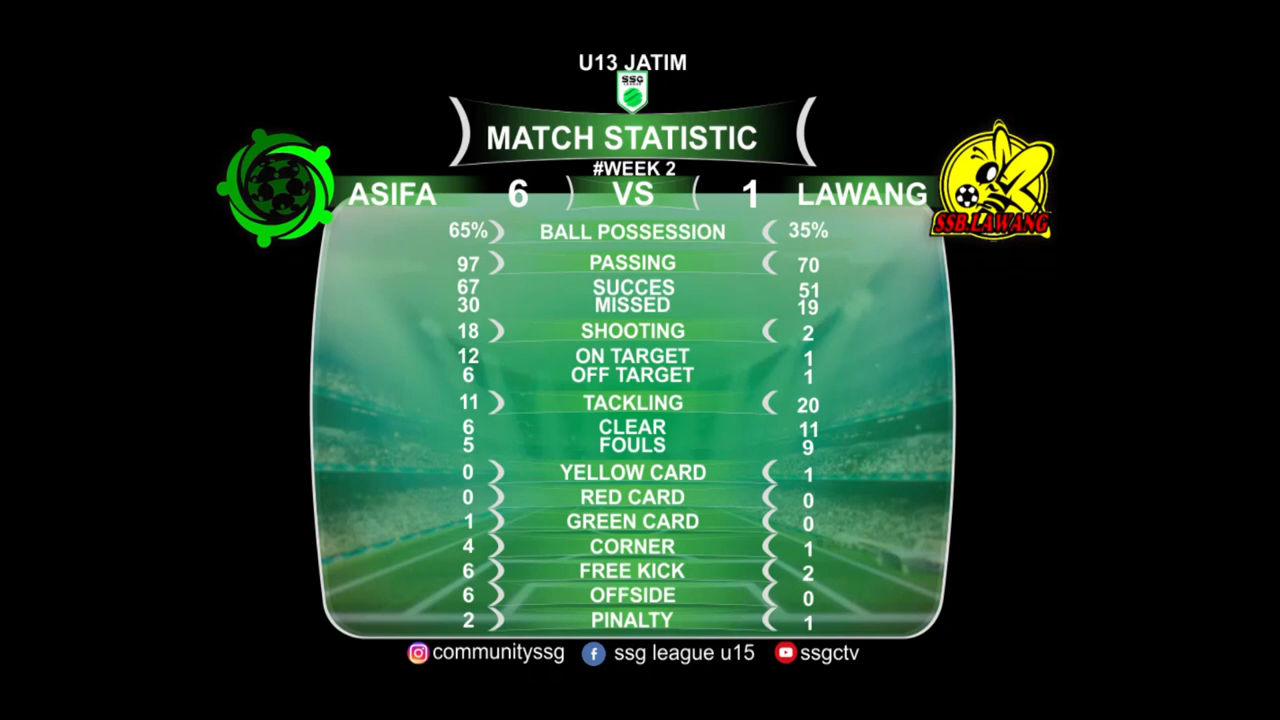 U13 JATIM
SSG
LEAGUE
MATCH STATISTIC
#WEEK 2
ASIFA 6 VS 1 LAWANG
SSB.LAWANG
65% BALL POSSESSION 35%
97 PASSING 70
67 SUCCES 51
30 MISSED 19
18 SHOOTING 2
12 ON TARGET 1
6 OFF TARGET 1
11 TACKLING 20
6 CLEAR 11
5 FOULS 9
0 YELLOW CARD 1
0 RED CARD 0
1 GREEN CARD 0
4 CORNER 1
6 FREE KICK 2
6 OFFSIDE 0
2 PINALTY 1
communityssg ssg league u15 ssgctv